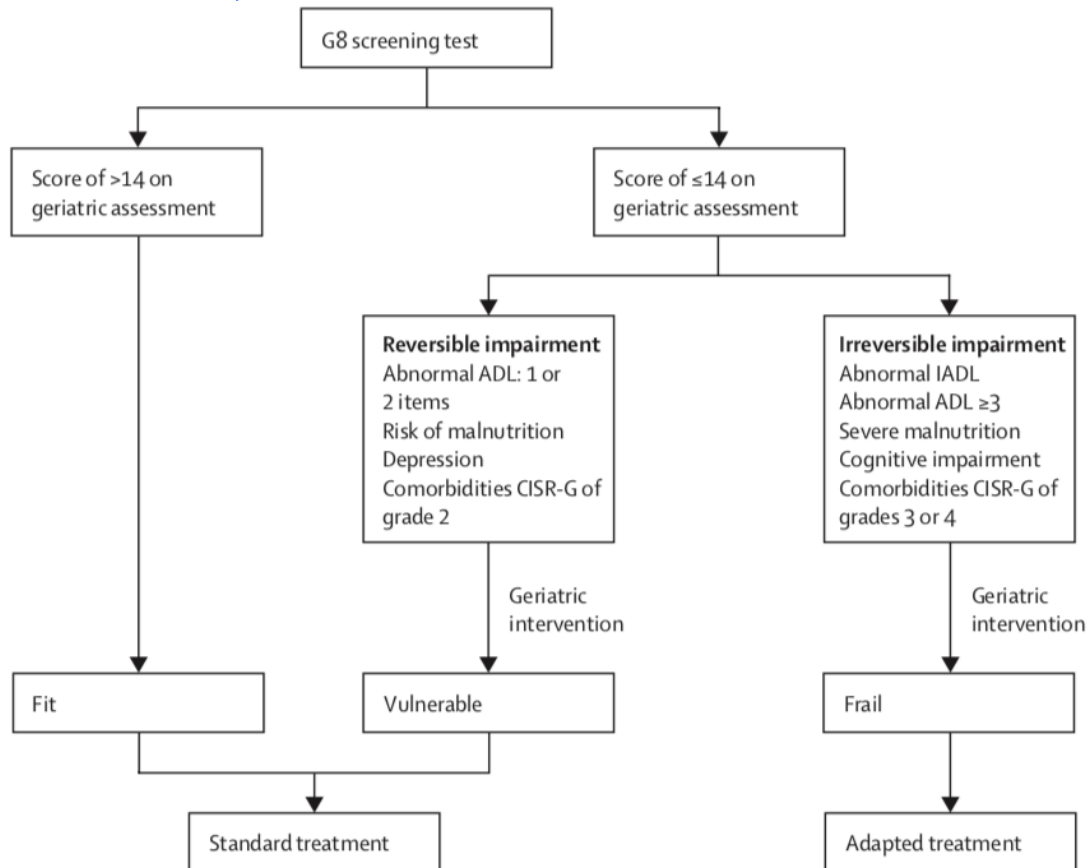 G8 screening test
Score of >14 on
geriatric assessment
Score of ≤14 on
geriatric assessment
Reversible impairment
Abnormal ADL: 1 or
2 items
Risk of malnutrition
Depression
Comorbidities CISR-G of
grade 2
Irreversible impairment
Abnormal IADL
Abnormal ADL ≥3
Severe malnutrition
Cognitive impairment
Comorbidities CISR-G of
grades 3 or 4
Geriatric
intervention
Geriatric
intervention
Fit
Vulnerable
Frail
Standard treatment
Adapted treatment